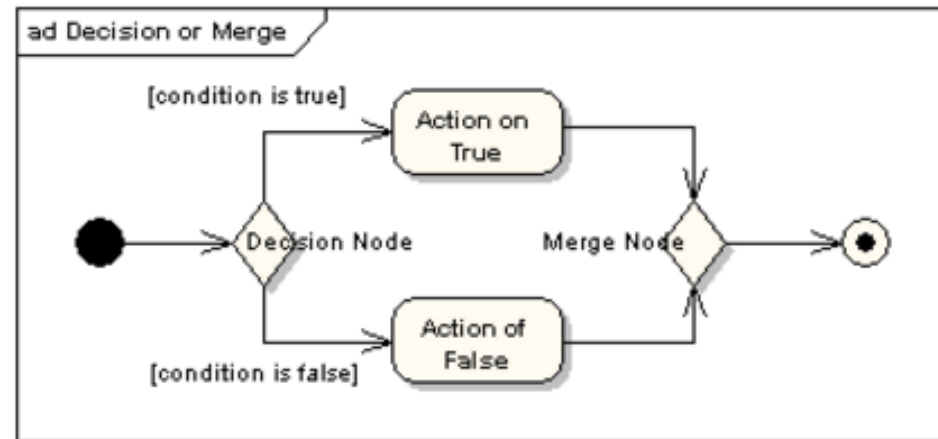 ad Decision or Merge
[condition is true]
Action on
True
Decision Node
Merge Node
Action of
False
[condition is false]